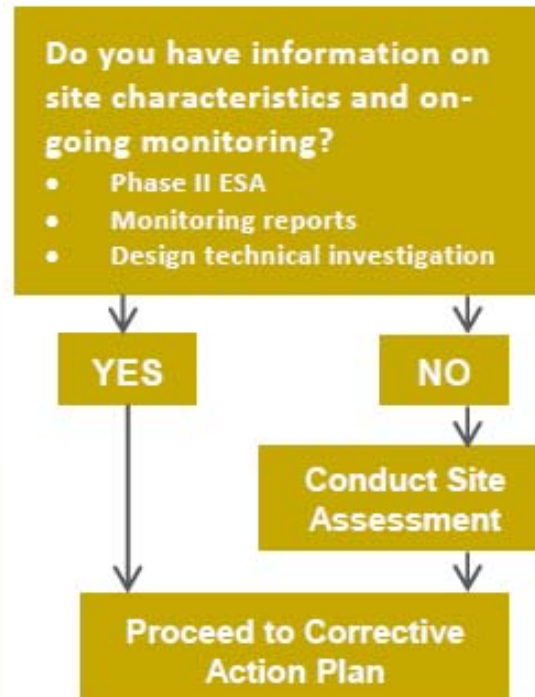 Do you have information on
site characteristics and on-
going monitoring?
• Phase II ESA
• Monitoring reports
• Design technical investigation
YES
NO
Conduct Site
Assessment
Proceed to Corrective
Action Plan